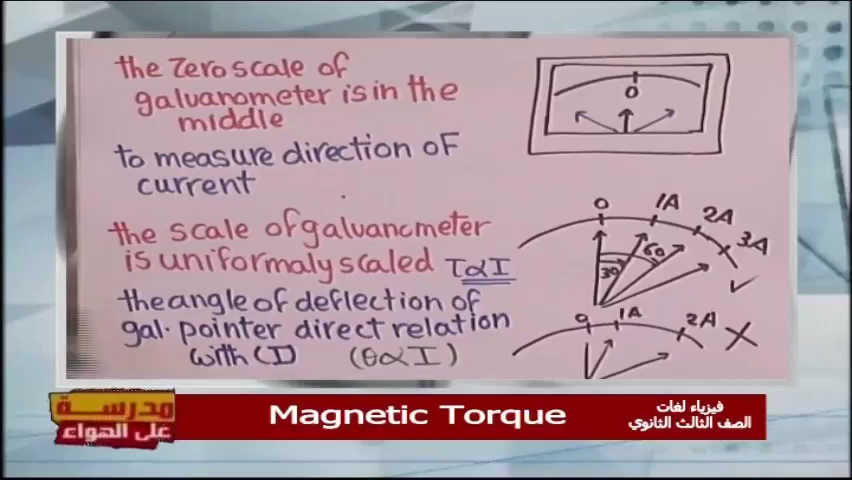 the Zero scale of
galvanometer is in the
middle
to measure direction of
current
the scale of galvancmeter
is uniformaly scaled τ α I
the angle of deflection of
gal. pointer direct relation
with (I) (θ α I)
0
0 1A 2A 3A
30 60
0 1A 2A
مدرسة
على الهواء
Magnetic Torque
فيزياء لغات
الصف الثالث الثانوي